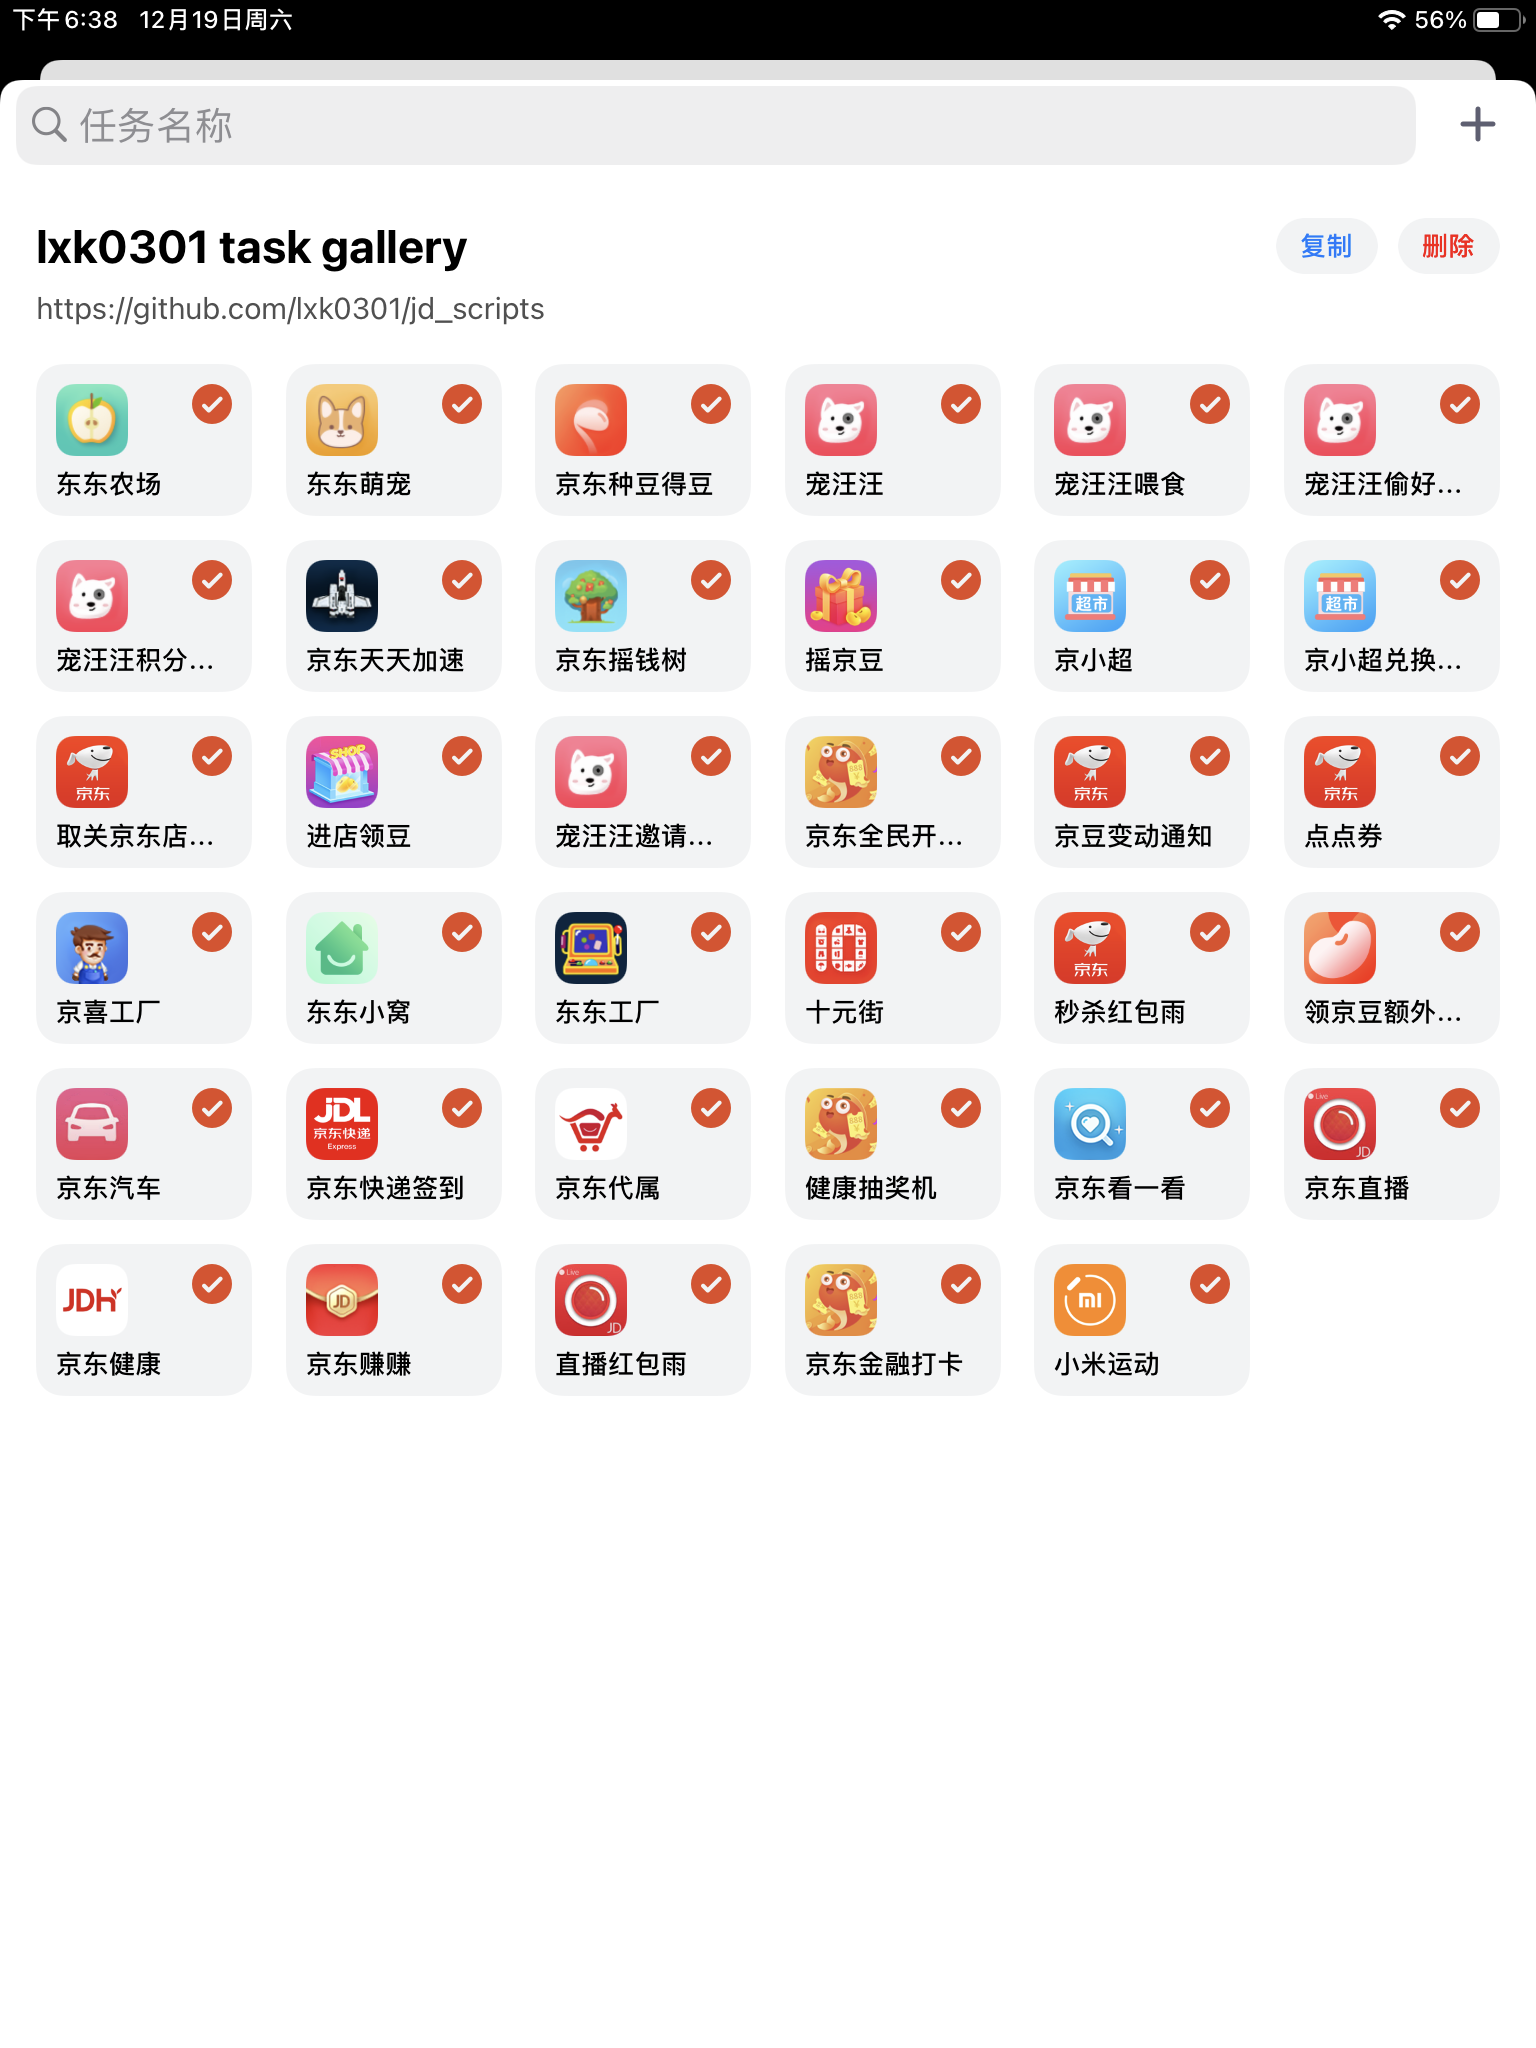 下午6:38 12月19日周六 56%
任务名称
lxk0301 task gallery 复制 删除
https://github.com/lxk0301/jd_scripts
东东农场 东东萌宠 京东种豆得豆 宠汪汪 宠汪汪喂食 宠汪汪偷好...
超市 超市
宠汪汪积分... 京东天天加速 京东摇钱树 摇京豆 京小超 京小超兑换...
京东 SHOP 888 京东 京东
取关京东店... 进店领豆 宠汪汪邀请... 京东全民开... 京豆变动通知 点点券
京东
京喜工厂 东东小窝 东东工厂 十元街 秒杀红包雨 领京豆额外...
JDL 京东快递 Express 888 Live JD
京东汽车 京东快递签到 京东代属 健康抽奖机 京东看一看 京东直播
JDH JD Live JD 888 mi
京东健康 京东赚赚 直播红包雨 京东金融打卡 小米运动